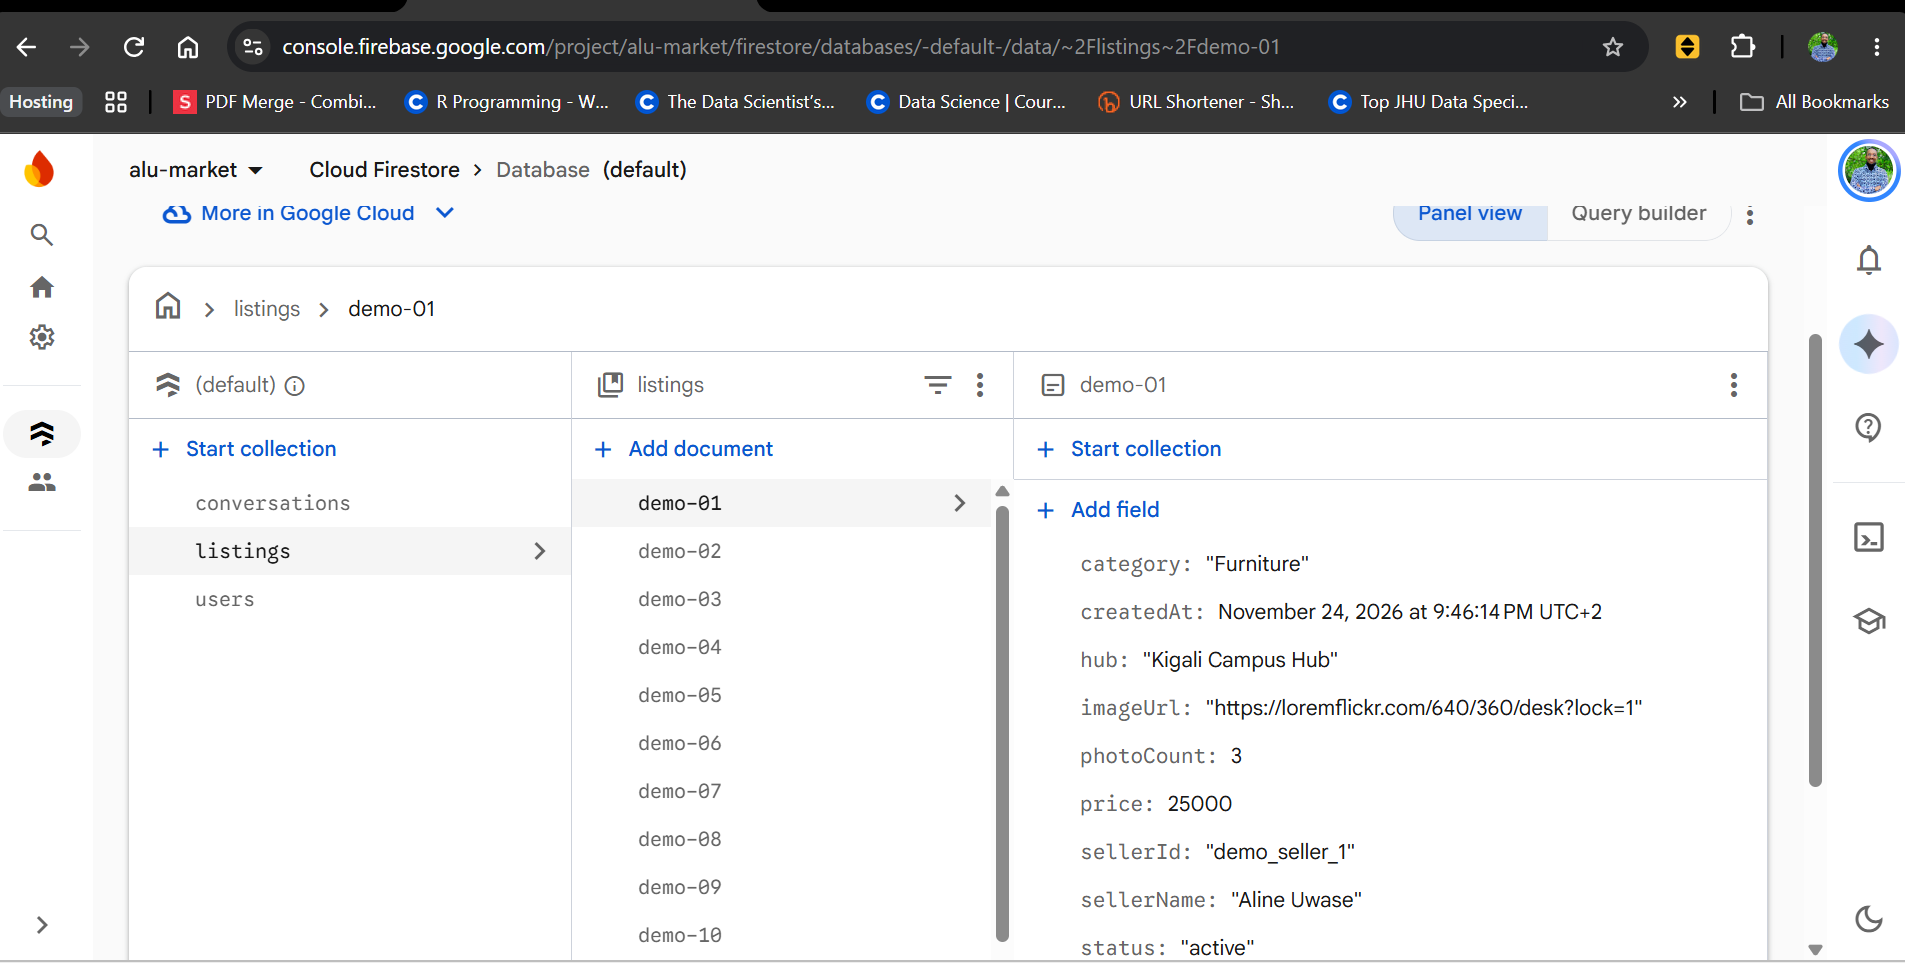 console.firebase.google.com/project/alu-market/firestore/databases/-default-/data/~2Flistings~2Fdemo-01
Hosting
PDF Merge - Combi...
R Programming - W...
The Data Scientist's...
Data Science | Cour...
URL Shortener - Sh...
Top JHU Data Speci...
All Bookmarks
alu-market
Cloud Firestore > Database (default)
More in Google Cloud
Panel view
Query builder
listings > demo-01
(default)
Start collection
conversations
listings
users
listings
Add document
demo-01
demo-02
demo-03
demo-04
demo-05
demo-06
demo-07
demo-08
demo-09
demo-10
demo-01
Start collection
Add field
category: "Furniture"
createdAt: November 24, 2026 at 9:46:14 PM UTC+2
hub: "Kigali Campus Hub"
imageUrl: "https://loremflickr.com/640/360/desk?lock=1"
photoCount: 3
price: 25000
sellerId: "demo_seller_1"
sellerName: "Aline Uwase"
status: "active"